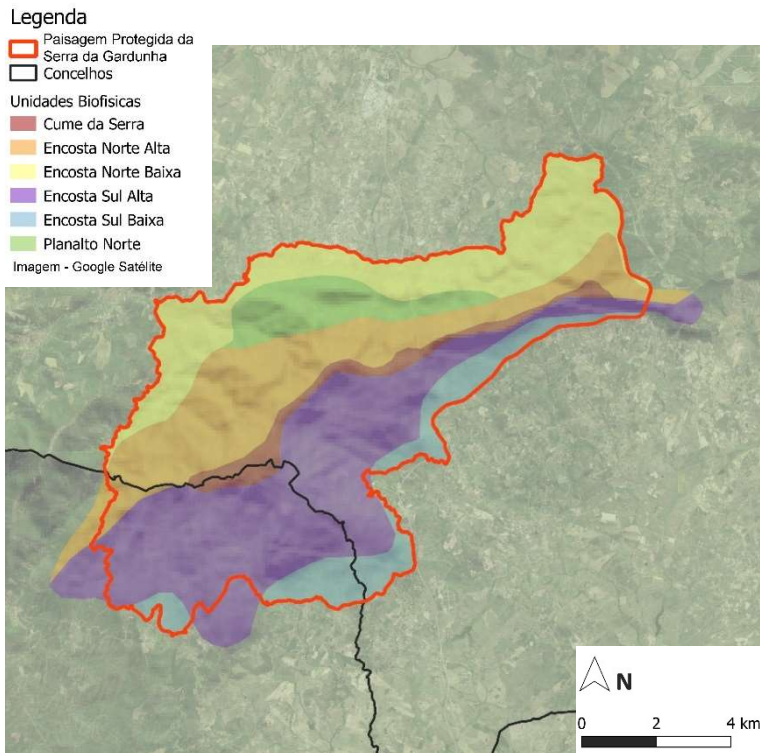 Legenda
Paisagem Protegida da
Serra da Gardunha
Concelhos
Unidades Biofisicas
Cume da Serra
Encosta Norte Alta
Encosta Norte Baixa
Encosta Sul Alta
Encosta Sul Baixa
Planalto Norte
Imagem - Google Satélite
N
0 2 4 km